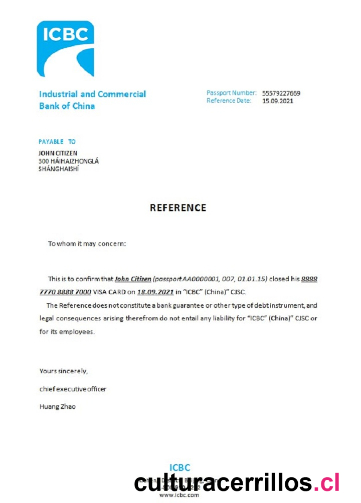 ICBC
Industrial and Commercial
Bank of China
Passport Number: 55579227669
Reference Date: 15.09.2021
PAYABLE TO
JOHN CITIZEN
300 HĂIHAIZHONGLÂ
SHÀNGHAISHÍ
REFERENCE
To whom it may concern:
This is to confirm that John Citizen (passport AA0000001, 007, 01.01.15) closed his 8888
7770 8888 7000 VISA CARD on 18.09.2021 in "ICBC" (China)" CJSC.
The Reference does not constitute a bank guarantee or other type of debt instrument, and
legal consequences arising therefrom do not entail any liability for "ICBC" (China)" CJSC or
for its employees.
Yours sincerely,
chief executive officer
Huang Zhao
ICBC
culturacerrillos.cl
www.icbc.com